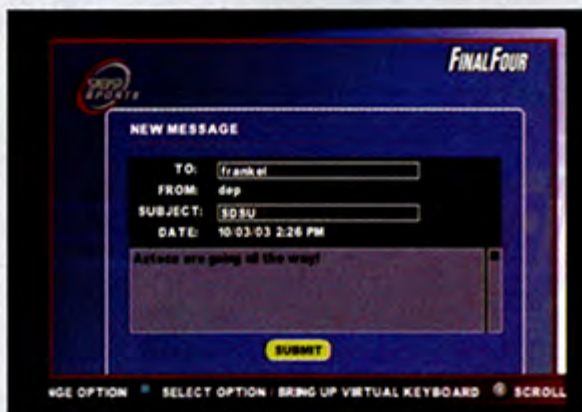 FINAL FOUR
SPORTS
NEW MESSAGE
TO: frankel
FROM: dep
SUBJECT: SDSU
DATE: 10/03/03 2:26 PM
Aztecs are going all the way!
SUBMIT
NGE OPTION SELECT OPTION / BRING UP VIRTUAL KEYBOARD SCROLL